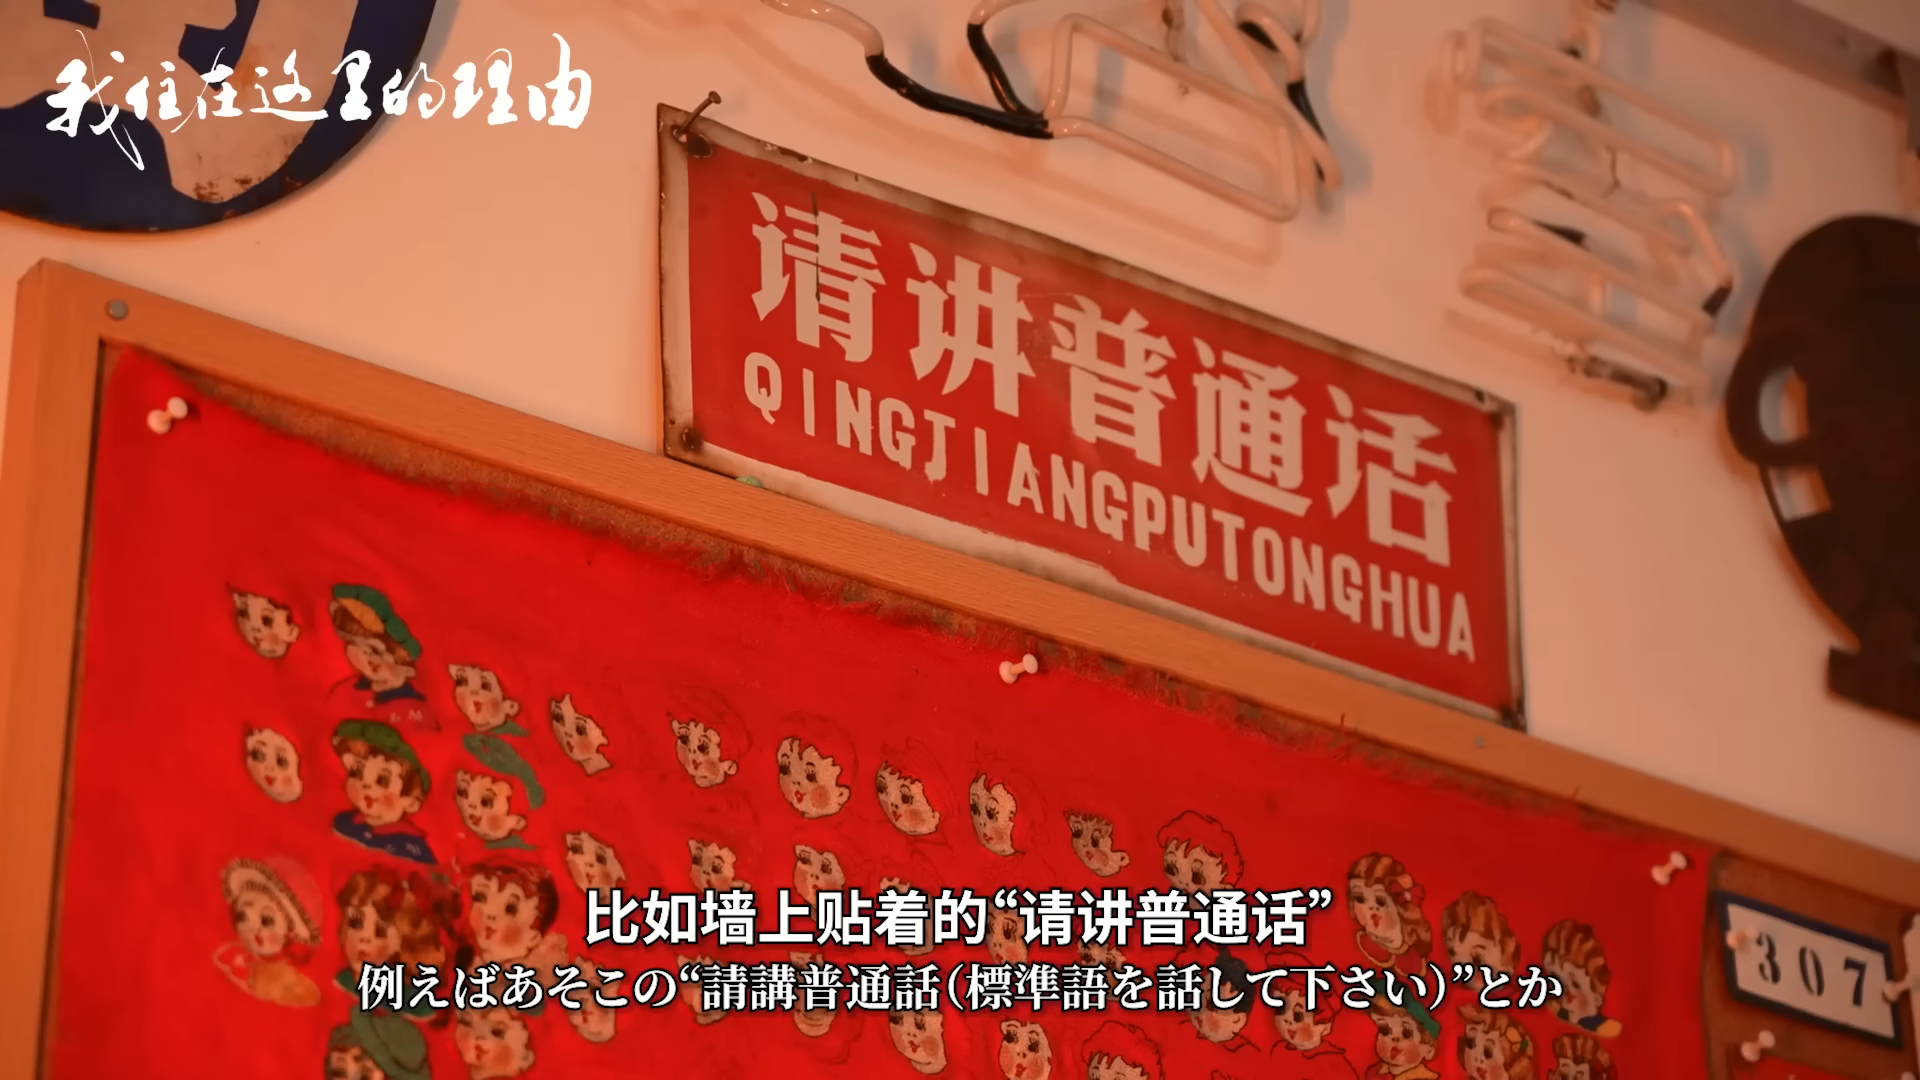 我住在这里的理由
请讲普通话
QINGJIANGPUTONGHUA
307
比如墙上贴着的“请讲普通话”
例えばあそこの“請講普通話（標準語を話して下さい）”とか